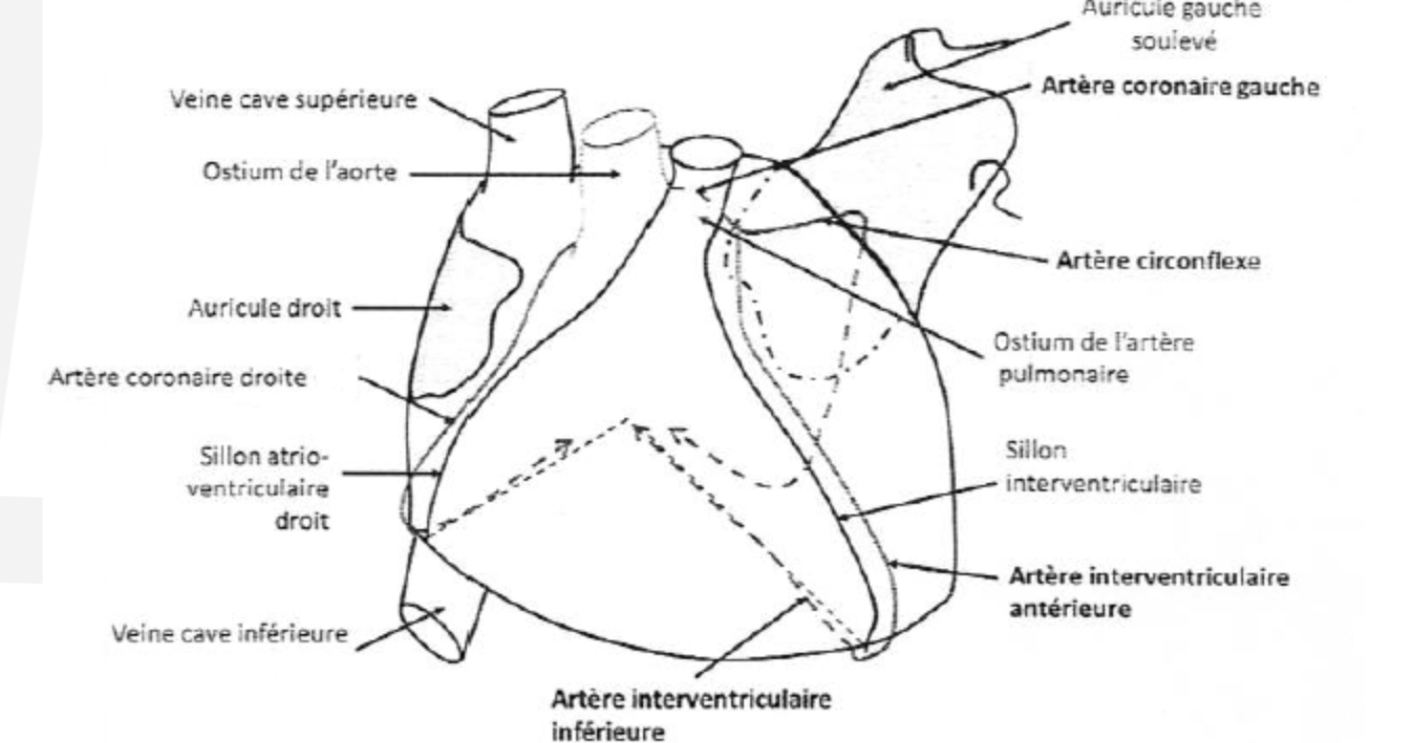 Auricule gauche
soulevé
Veine cave supérieure
Artère coronaire gauche
Ostium de l'aorte
Artère circonflexe
Auricule droit
Ostium de l'artère
pulmonaire
Artère coronaire droite
Sillon atrio-
ventriculaire
droit
Sillon
interventriculaire
Artère interventriculaire
antérieure
Veine cave inférieure
Artère interventriculaire
inférieure